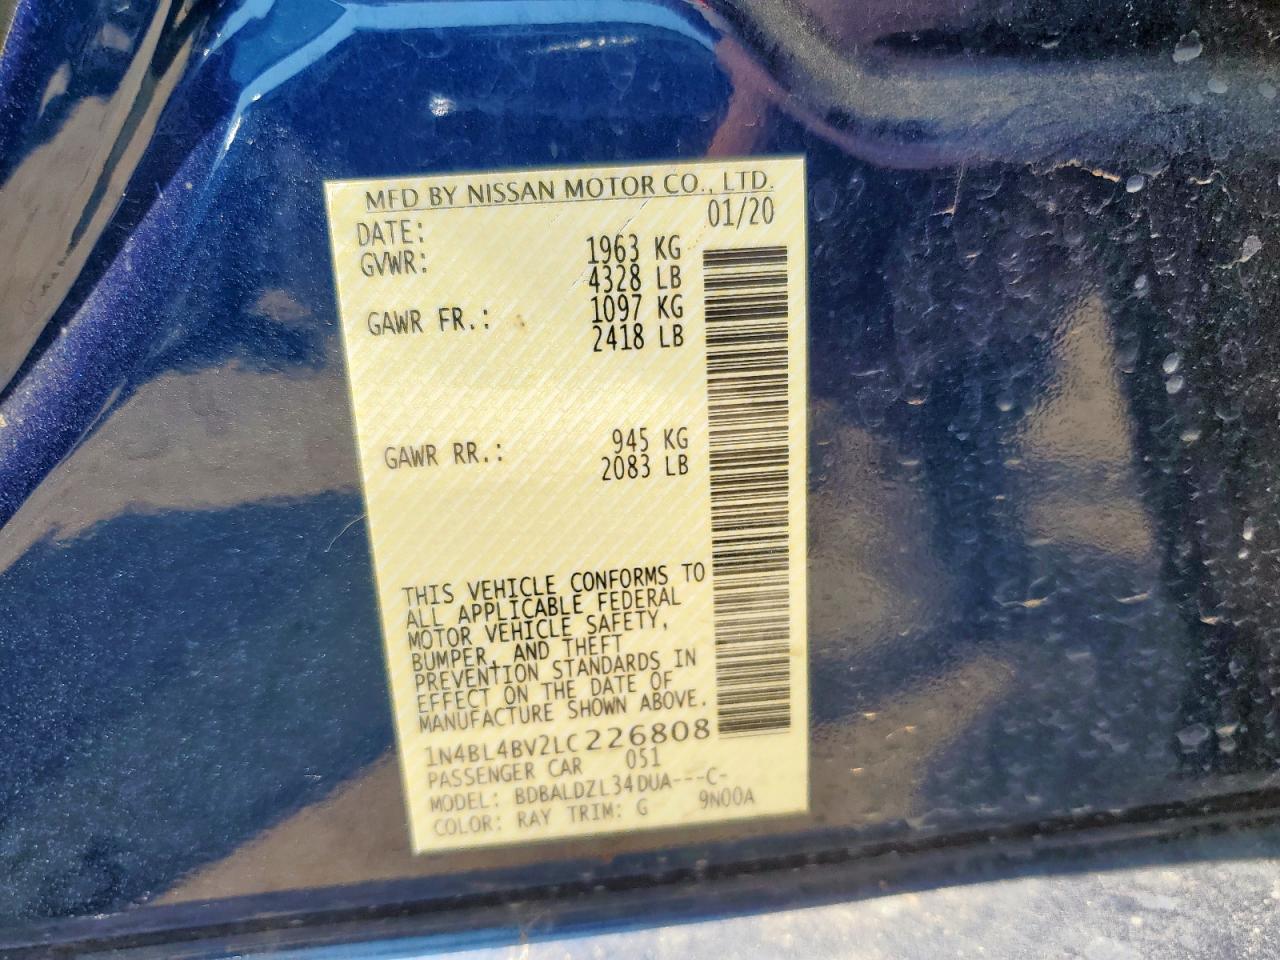 MFD BY NISSAN MOTOR CO., LTD.
DATE: 01/20
GVWR: 1963 KG
4328 LB
GAWR FR.: 1097 KG
2418 LB
GAWR RR.: 945 KG
2083 LB
THIS VEHICLE CONFORMS TO
ALL APPLICABLE FEDERAL
MOTOR VEHICLE SAFETY,
BUMPER, AND THEFT
PREVENTION STANDARDS IN
EFFECT ON THE DATE OF
MANUFACTURE SHOWN ABOVE.
1N4BL4BV2LC226808
PASSENGER CAR 051
MODEL: BDBALDZL34DUA---C-
COLOR: RAY TRIM: G 9N00A